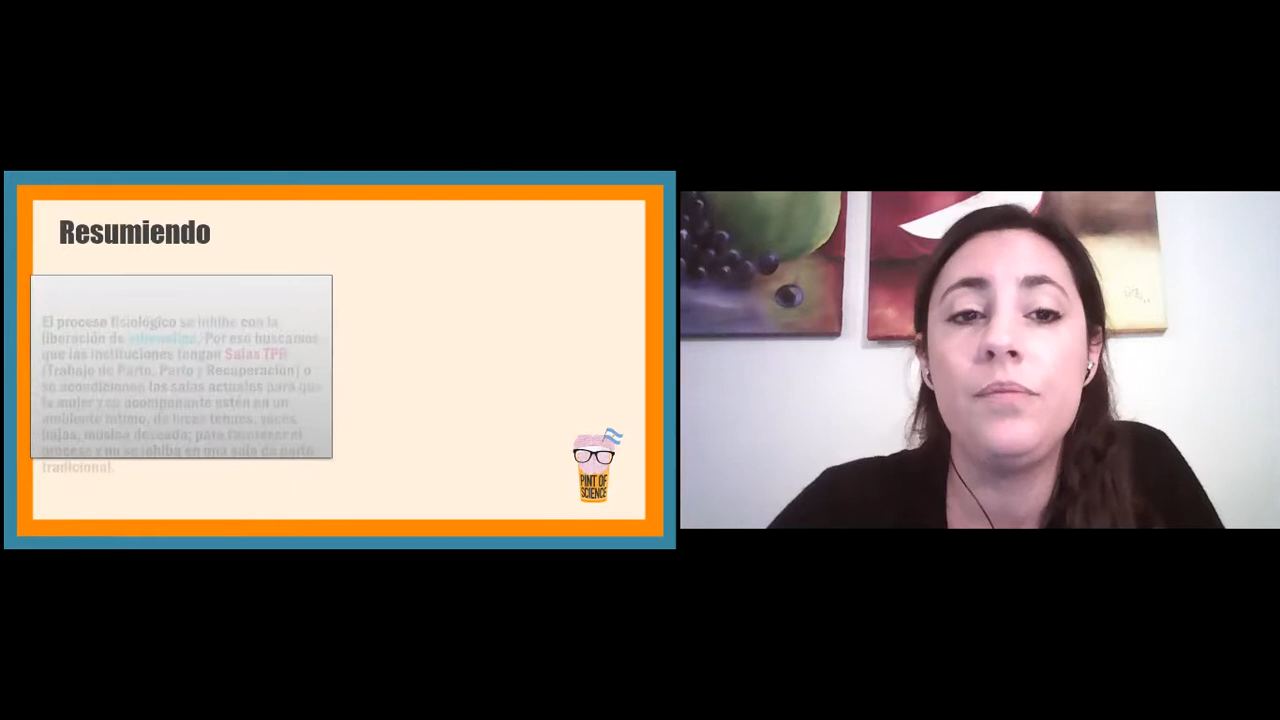 Resumiendo
El proceso fisiológico se inhibe con la
liberación de adrenalina. Por eso buscamos
que las instituciones tengan Salas TPR
(Trabajo de Parto, Parto y Recuperación) o
se acondicionen las salas actuales para que
la mujer y su acompañante estén en un
ambiente íntimo, de luces tenues, voces
bajas, música deseada; para favorecer el
proceso y no se inhiba en una sala de parto
tradicional.
PINT OF
SCIENCE